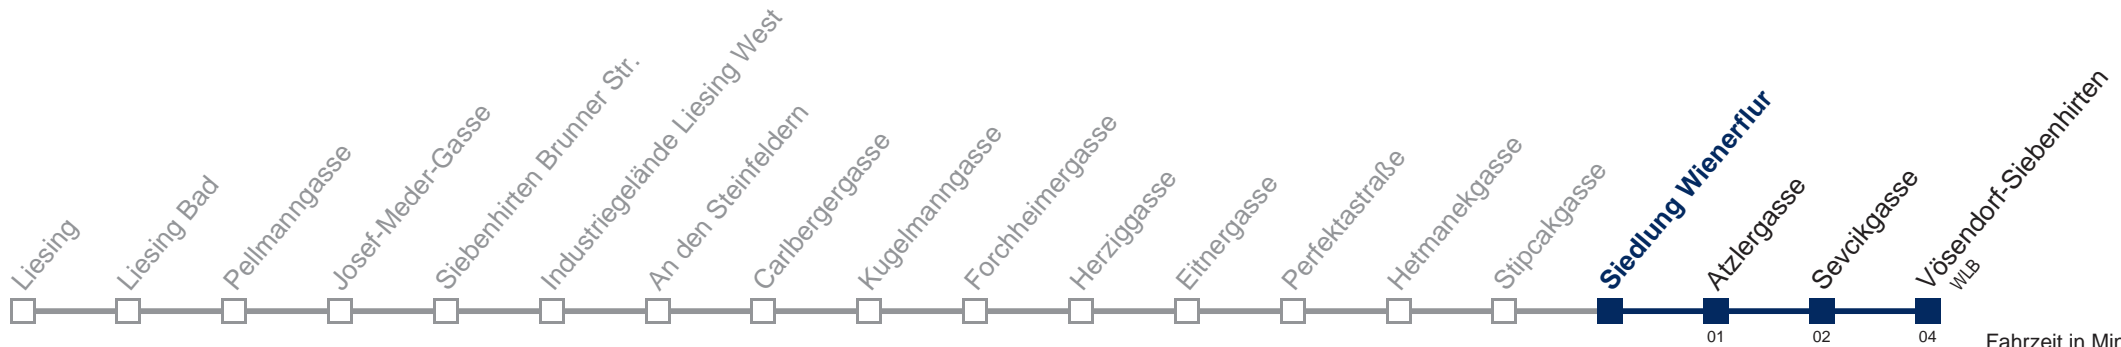 Liesing
Liesing Bad
Pellmanngasse
Josef-Meder-Gasse
Siebenhirten Brunner Str.
Industriegelände Liesing West
An den Steinfeldern
Carlbergergasse
Kugelmanngasse
Forchheimergasse
Herziggasse
Eitnergasse
Perfektastraße
Hetmanekgasse
Stipcakgasse
Siedlung Wienerflur
Atzlergasse
Sevcikgasse
Vösendorf-Siebenhirten
WLB
01 02 04
Fahrzeit in Min